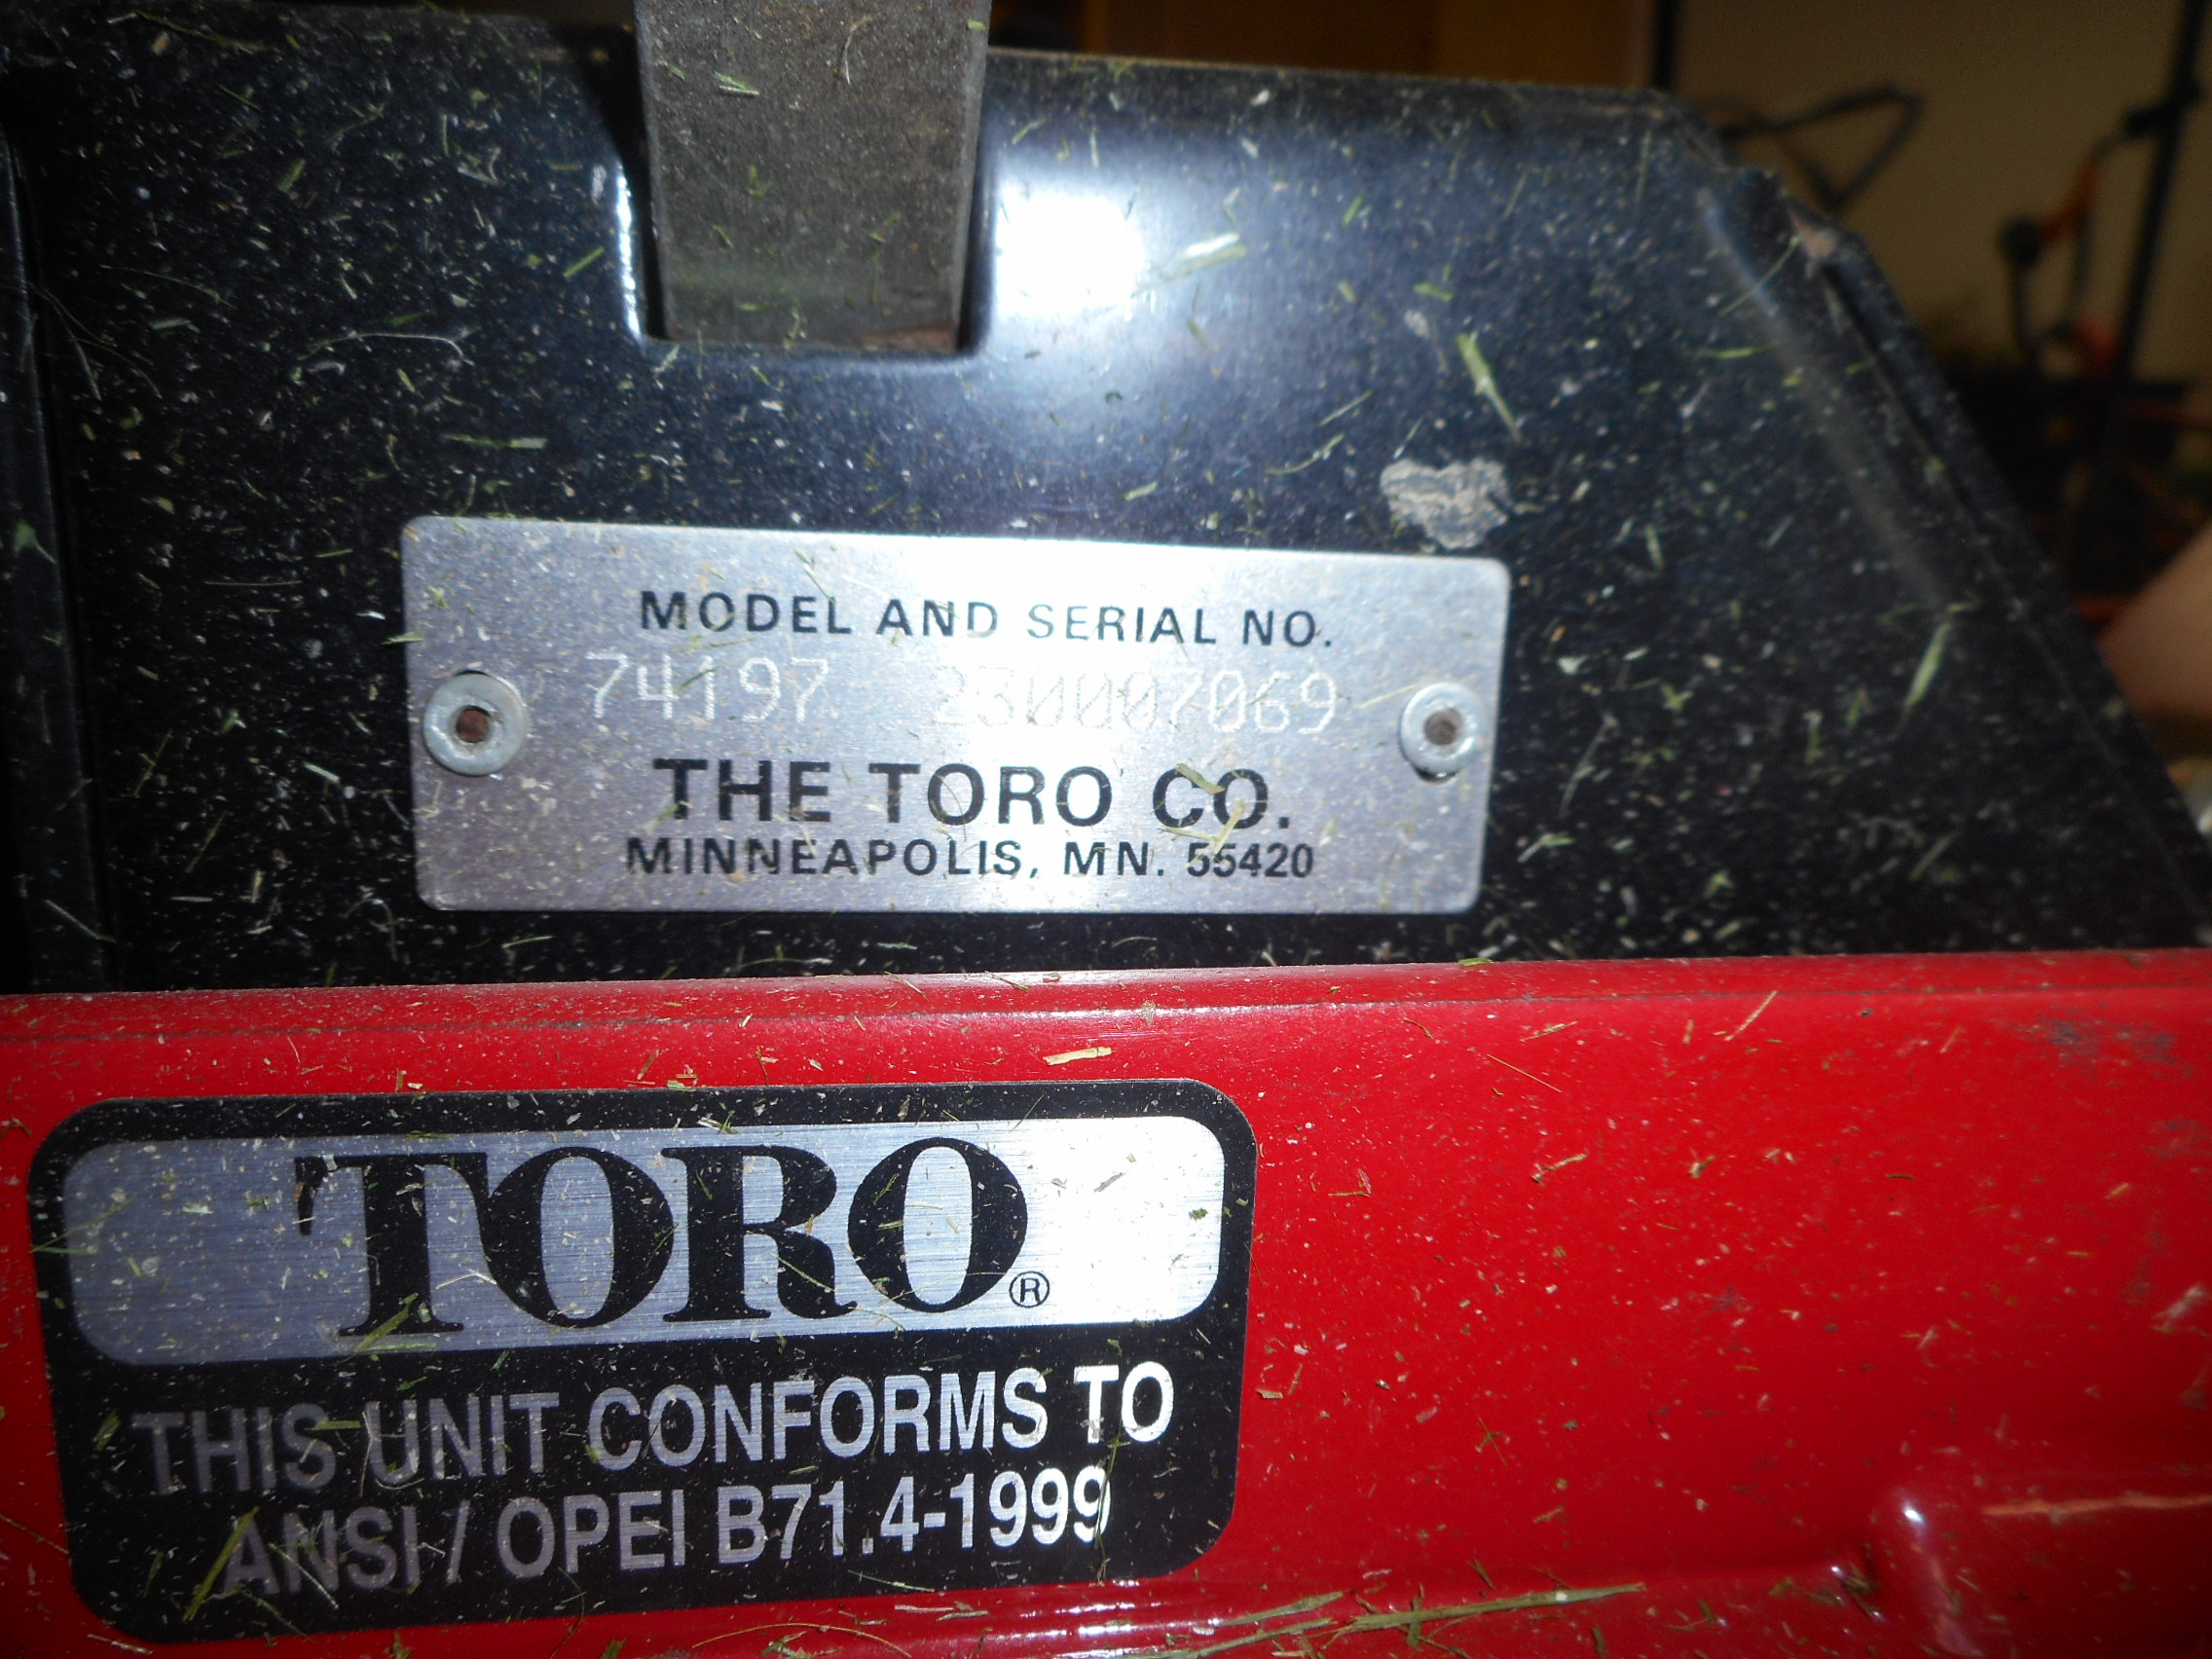 MODEL AND SERIAL NO.
74197 230007069
THE TORO CO.
MINNEAPOLIS, MN. 55420
TORO®
THIS UNIT CONFORMS TO
ANSI / OPEI B71.4-1999